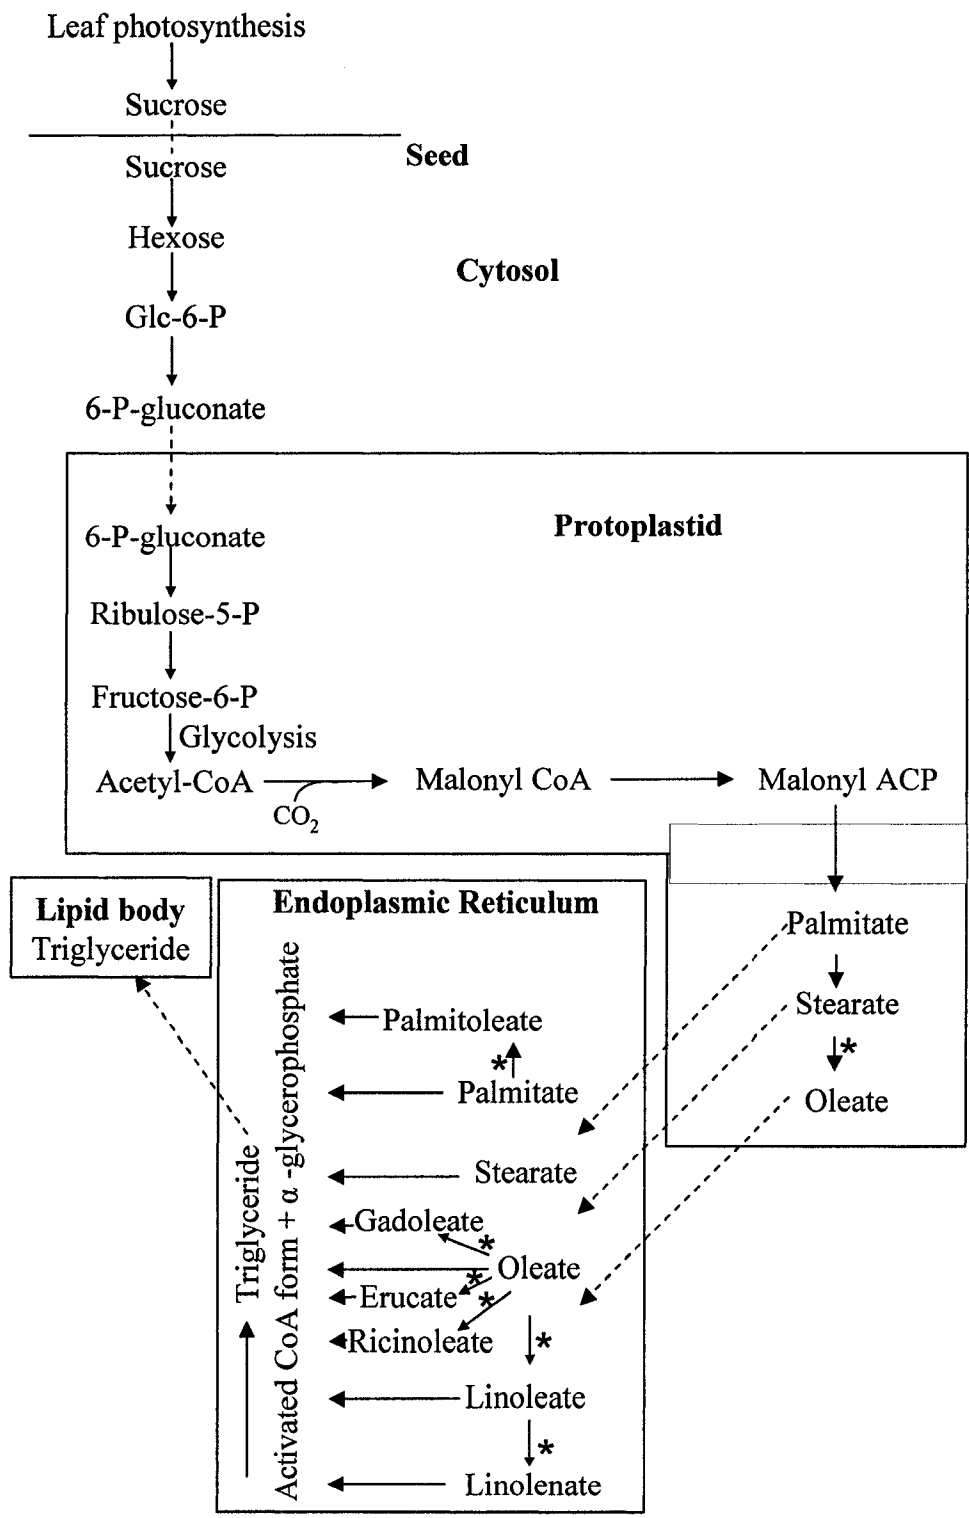 Leaf photosynthesis
Sucrose
Seed
Sucrose
Hexose
Cytosol
Glc-6-P
6-P-gluconate
Protoplastid
6-P-gluconate
Ribulose-5-P
Fructose-6-P
Glycolysis
Acetyl-CoA
CO2
Malonyl CoA
Malonyl ACP
Palmitate
Stearate
*
Oleate
Lipid body
Triglyceride
Endoplasmic Reticulum
Palmitoleate
*
Palmitate
Stearate
Gadoleate
*
Oleate
*
Erucate
*
Ricinoleate
*
Linoleate
*
Linolenate
Activated CoA form + α -glycerophosphate
Triglyceride